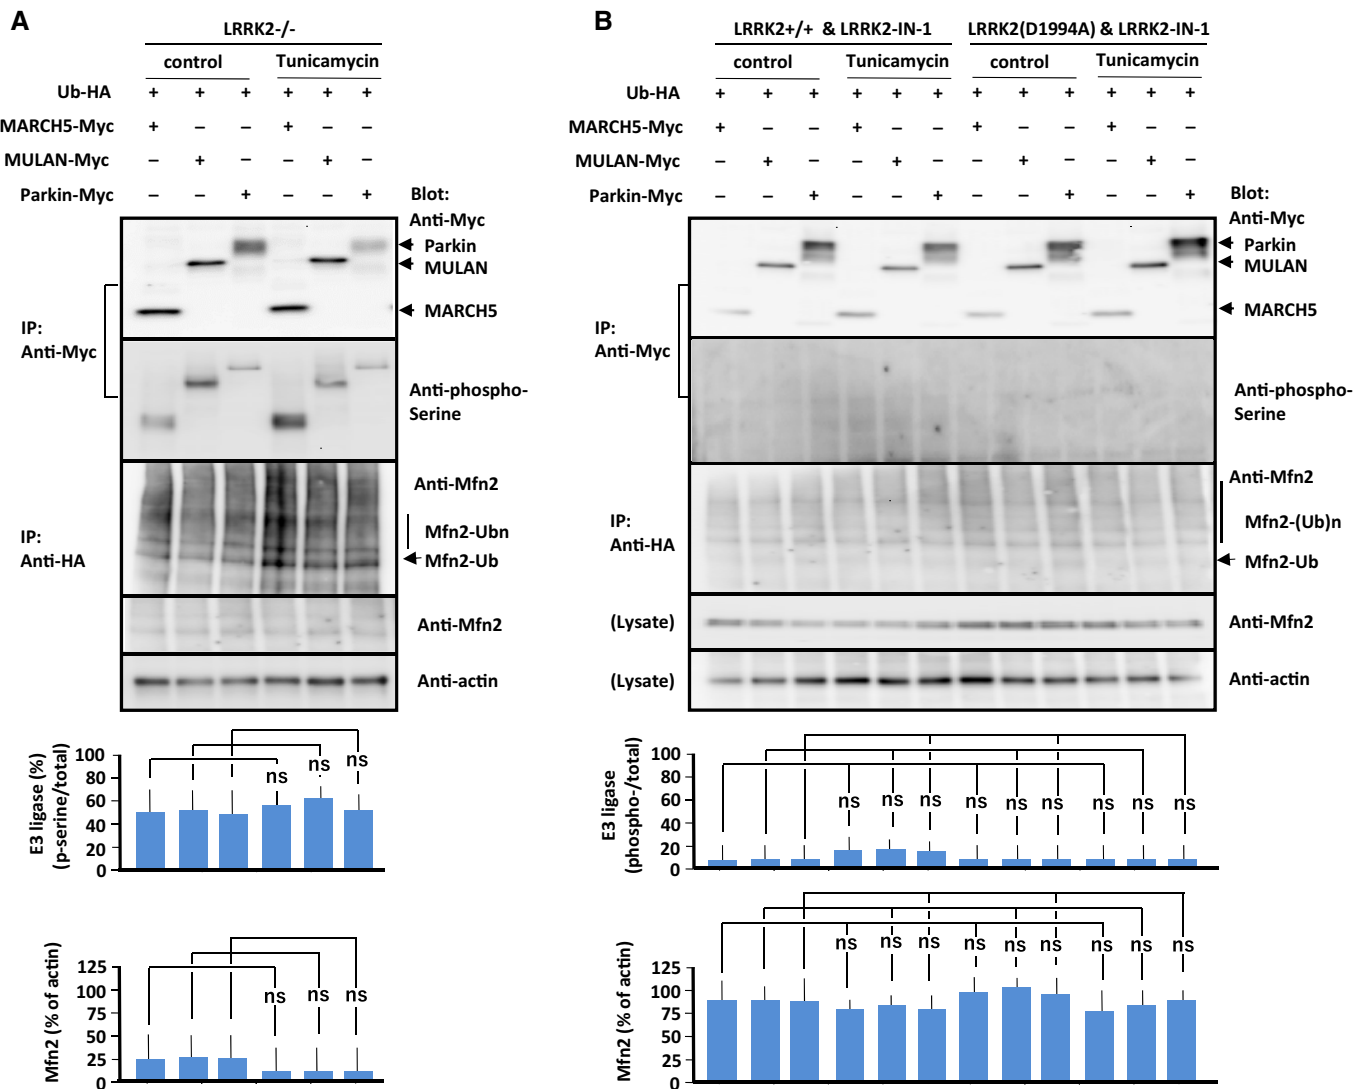 A
LRRK2-/-
control Tunicamycin
Ub-HA + + + + + +
MARCH5-Myc + – – + – –
MULAN-Myc – + – – + –
Parkin-Myc – – + – – + Blot:
Anti-Myc
Parkin
MULAN
MARCH5
IP:
Anti-Myc
Anti-phospho-
Serine
Anti-Mfn2
Mfn2-Ubn
IP:
Anti-HA
Mfn2-Ub
Anti-Mfn2
Anti-actin
E3 ligase (%)
(p-serine/total)
100
80
60
40
20
0
ns ns ns
Mfn2 (% of actin)
125
100
75
50
25
0
ns ns ns
B
LRRK2+/+ & LRRK2-IN-1 LRRK2(D1994A) & LRRK2-IN-1
control Tunicamycin control Tunicamycin
Ub-HA + + + + + + + + + + + +
MARCH5-Myc + – – + – – + – – + – –
MULAN-Myc – + – – + – – + – – + –
Parkin-Myc – – + – – + – – + – – + Blot:
Anti-Myc
Parkin
MULAN
MARCH5
IP:
Anti-Myc
Anti-phospho-
Serine
Anti-Mfn2
Mfn2-(Ub)n
IP:
Anti-HA
Mfn2-Ub
(Lysate) Anti-Mfn2
(Lysate) Anti-actin
E3 ligase
(phospho-/total)
100
80
60
40
20
0
ns ns ns ns ns ns ns ns ns
Mfn2 (% of actin)
125
100
75
50
25
0
ns ns ns ns ns ns ns ns ns